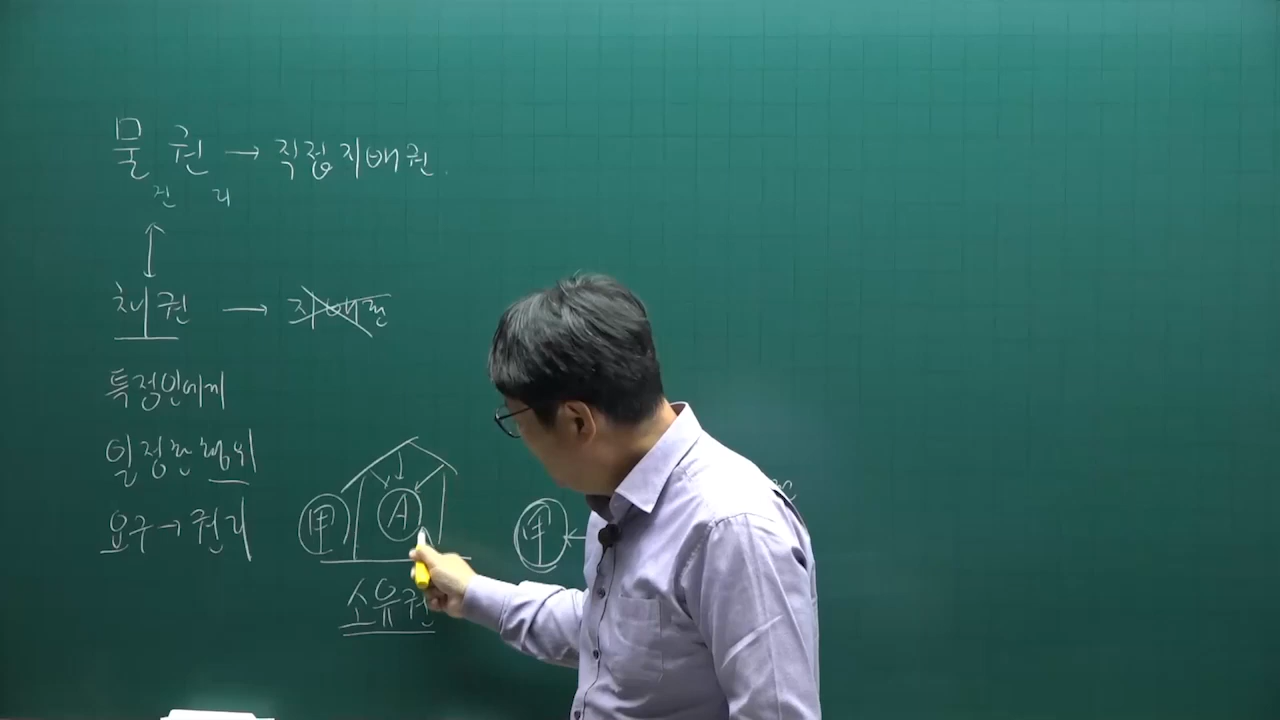 물권 → 직접지배권
건 리
↕
채권 → 지배권
특정인에게
일정한 행위
요구 → 권리
甲 A 甲 ←
소유권